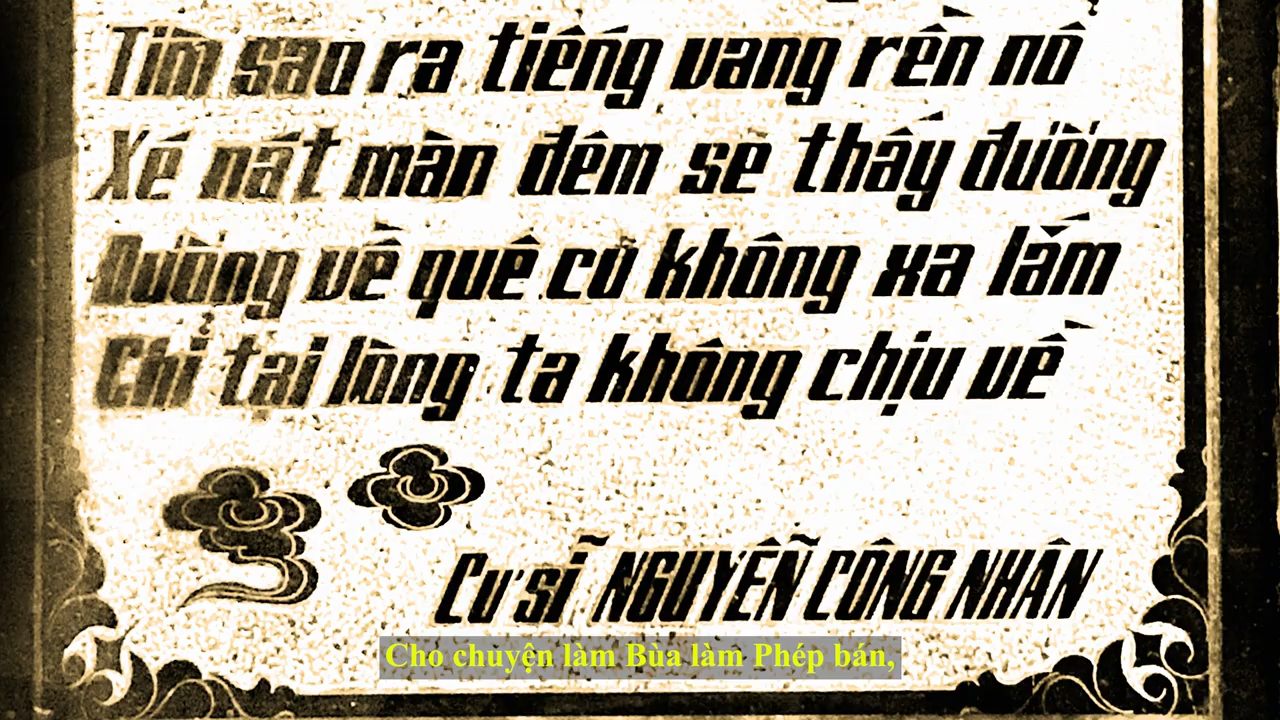 Tìm sao ra tiếng vang rền nổ
Xé nát màn đêm sẽ thấy đường
Đường về quê cũ không xa lắm
Chỉ tại lòng ta không chịu về
Cư sĩ NGUYỄN CÔNG NHÂN
Cho chuyện làm Bùa làm Phép bán,